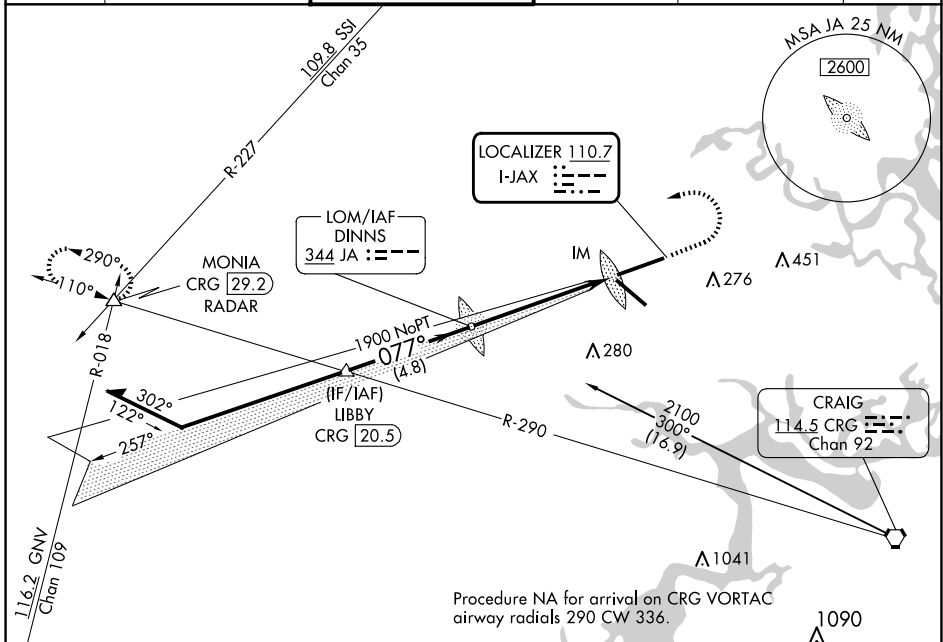 109.8 SSI
Chan 35
MSA JA 25 NM
2600
R-227
LOCALIZER 110.7
I-JAX
LOM/IAF
DINNS
344 JA
IM
290°
110°
MONIA
CRG 29.2
RADAR
276
451
1900 NoPT
077°
(4.8)
280
R-018
(IF/IAF)
LIBBY
CRG 20.5
302°
122°
257°
R-290
2100
300°
(16.9)
CRAIG
114.5 CRG
Chan 92
116.2 GNV
Chan 109
1041
Procedure NA for arrival on CRG VORTAC
airway radials 290 CW 336.
1090